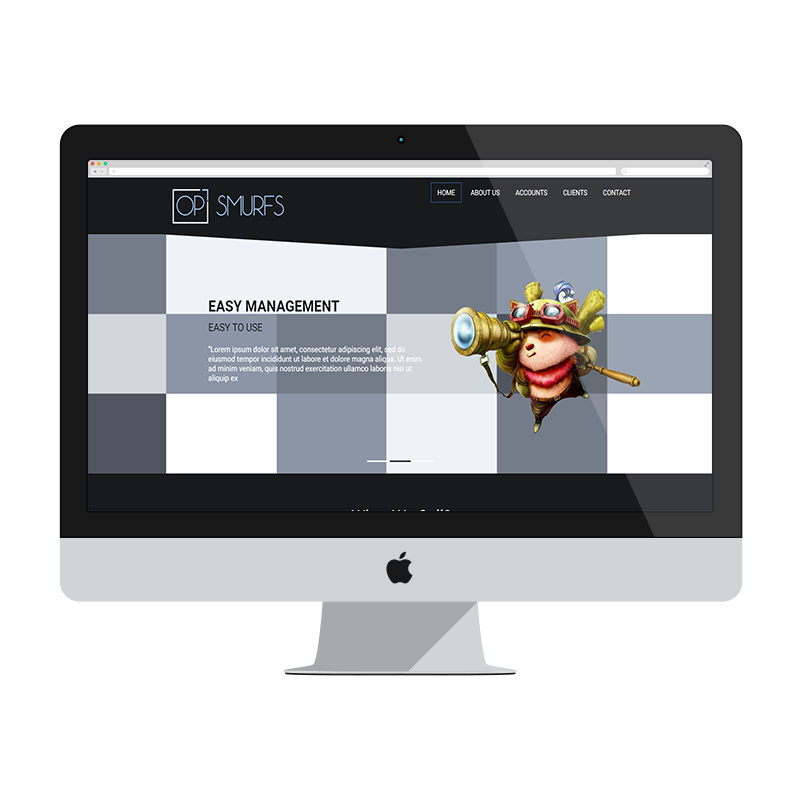 OP SMURFS
HOME ABOUT US ACCOUNTS CLIENTS CONTACT
EASY MANAGEMENT
EASY TO USE
"Lorem ipsum dolor sit amet, consectetur adipiscing elit, sed do
eiusmod tempor incididunt ut labore et dolore magna aliqua. Ut enim
ad minim veniam, quis nostrud exercitation ullamco laboris nisi ut
aliquip ex